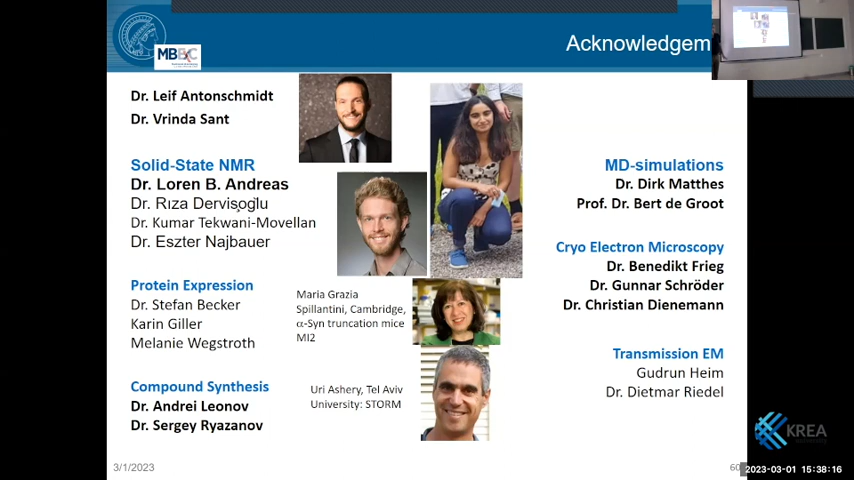 Acknowledgem
MBExC
Dr. Leif Antonschmidt
Dr. Vrinda Sant
Solid-State NMR
Dr. Loren B. Andreas
Dr. Rıza Dervişoğlu
Dr. Kumar Tekwani-Movellan
Dr. Eszter Najbauer
Protein Expression
Dr. Stefan Becker
Karin Giller
Melanie Wegstroth
Compound Synthesis
Dr. Andrei Leonov
Dr. Sergey Ryazanov
Maria Grazia
Spillantini, Cambridge,
α-Syn truncation mice
MI2
Uri Ashery, Tel Aviv
University: STORM
MD-simulations
Dr. Dirk Matthes
Prof. Dr. Bert de Groot
Cryo Electron Microscopy
Dr. Benedikt Frieg
Dr. Gunnar Schröder
Dr. Christian Dienemann
Transmission EM
Gudrun Heim
Dr. Dietmar Riedel
KREA
3/1/2023
60
2023-03-01 15:38:16